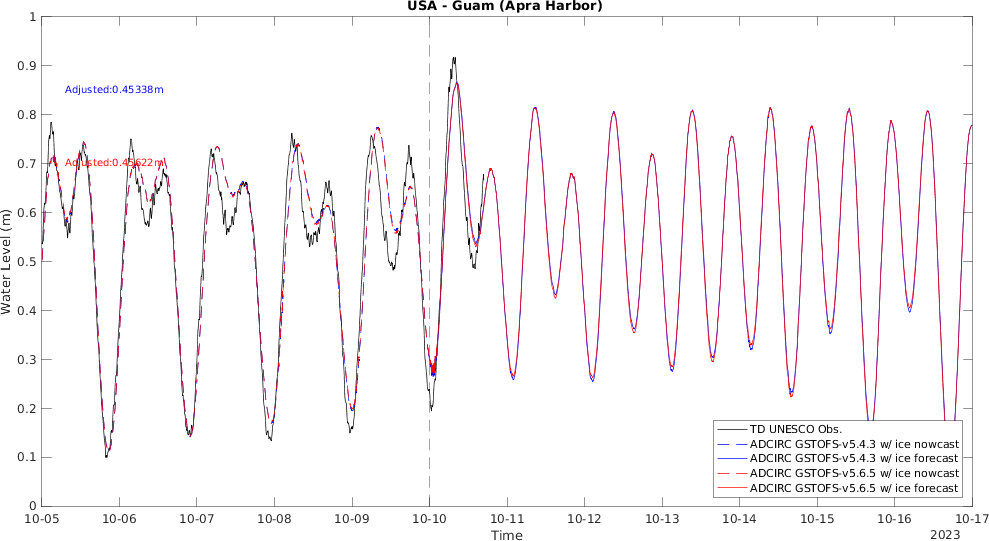 USA - Guam (Apra Harbor)
1
0.9
0.8
0.7
0.6
0.5
0.4
0.3
0.2
0.1
0
Water Level (m)
Adjusted:0.45338m
Adjusted:0.45622m
TD UNESCO Obs.
ADCIRC GSTOFS-v5.4.3 w/ ice nowcast
ADCIRC GSTOFS-v5.4.3 w/ ice forecast
ADCIRC GSTOFS-v5.6.5 w/ ice nowcast
ADCIRC GSTOFS-v5.6.5 w/ ice forecast
10-05 10-06 10-07 10-08 10-09 10-10 10-11 10-12 10-13 10-14 10-15 10-16 10-17
Time
2023